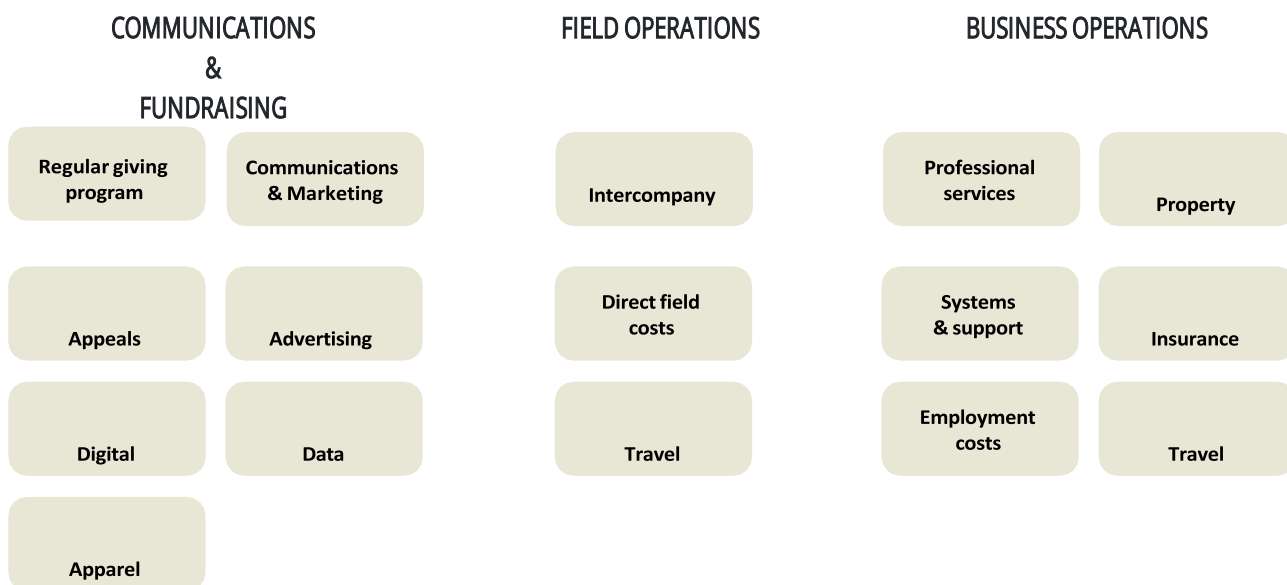 COMMUNICATIONS
&
FUNDRAISING
Regular giving
program
Communications
& Marketing
Appeals
Advertising
Digital
Data
Apparel
FIELD OPERATIONS
Intercompany
Direct field
costs
Travel
BUSINESS OPERATIONS
Professional
services
Property
Systems
& support
Insurance
Employment
costs
Travel